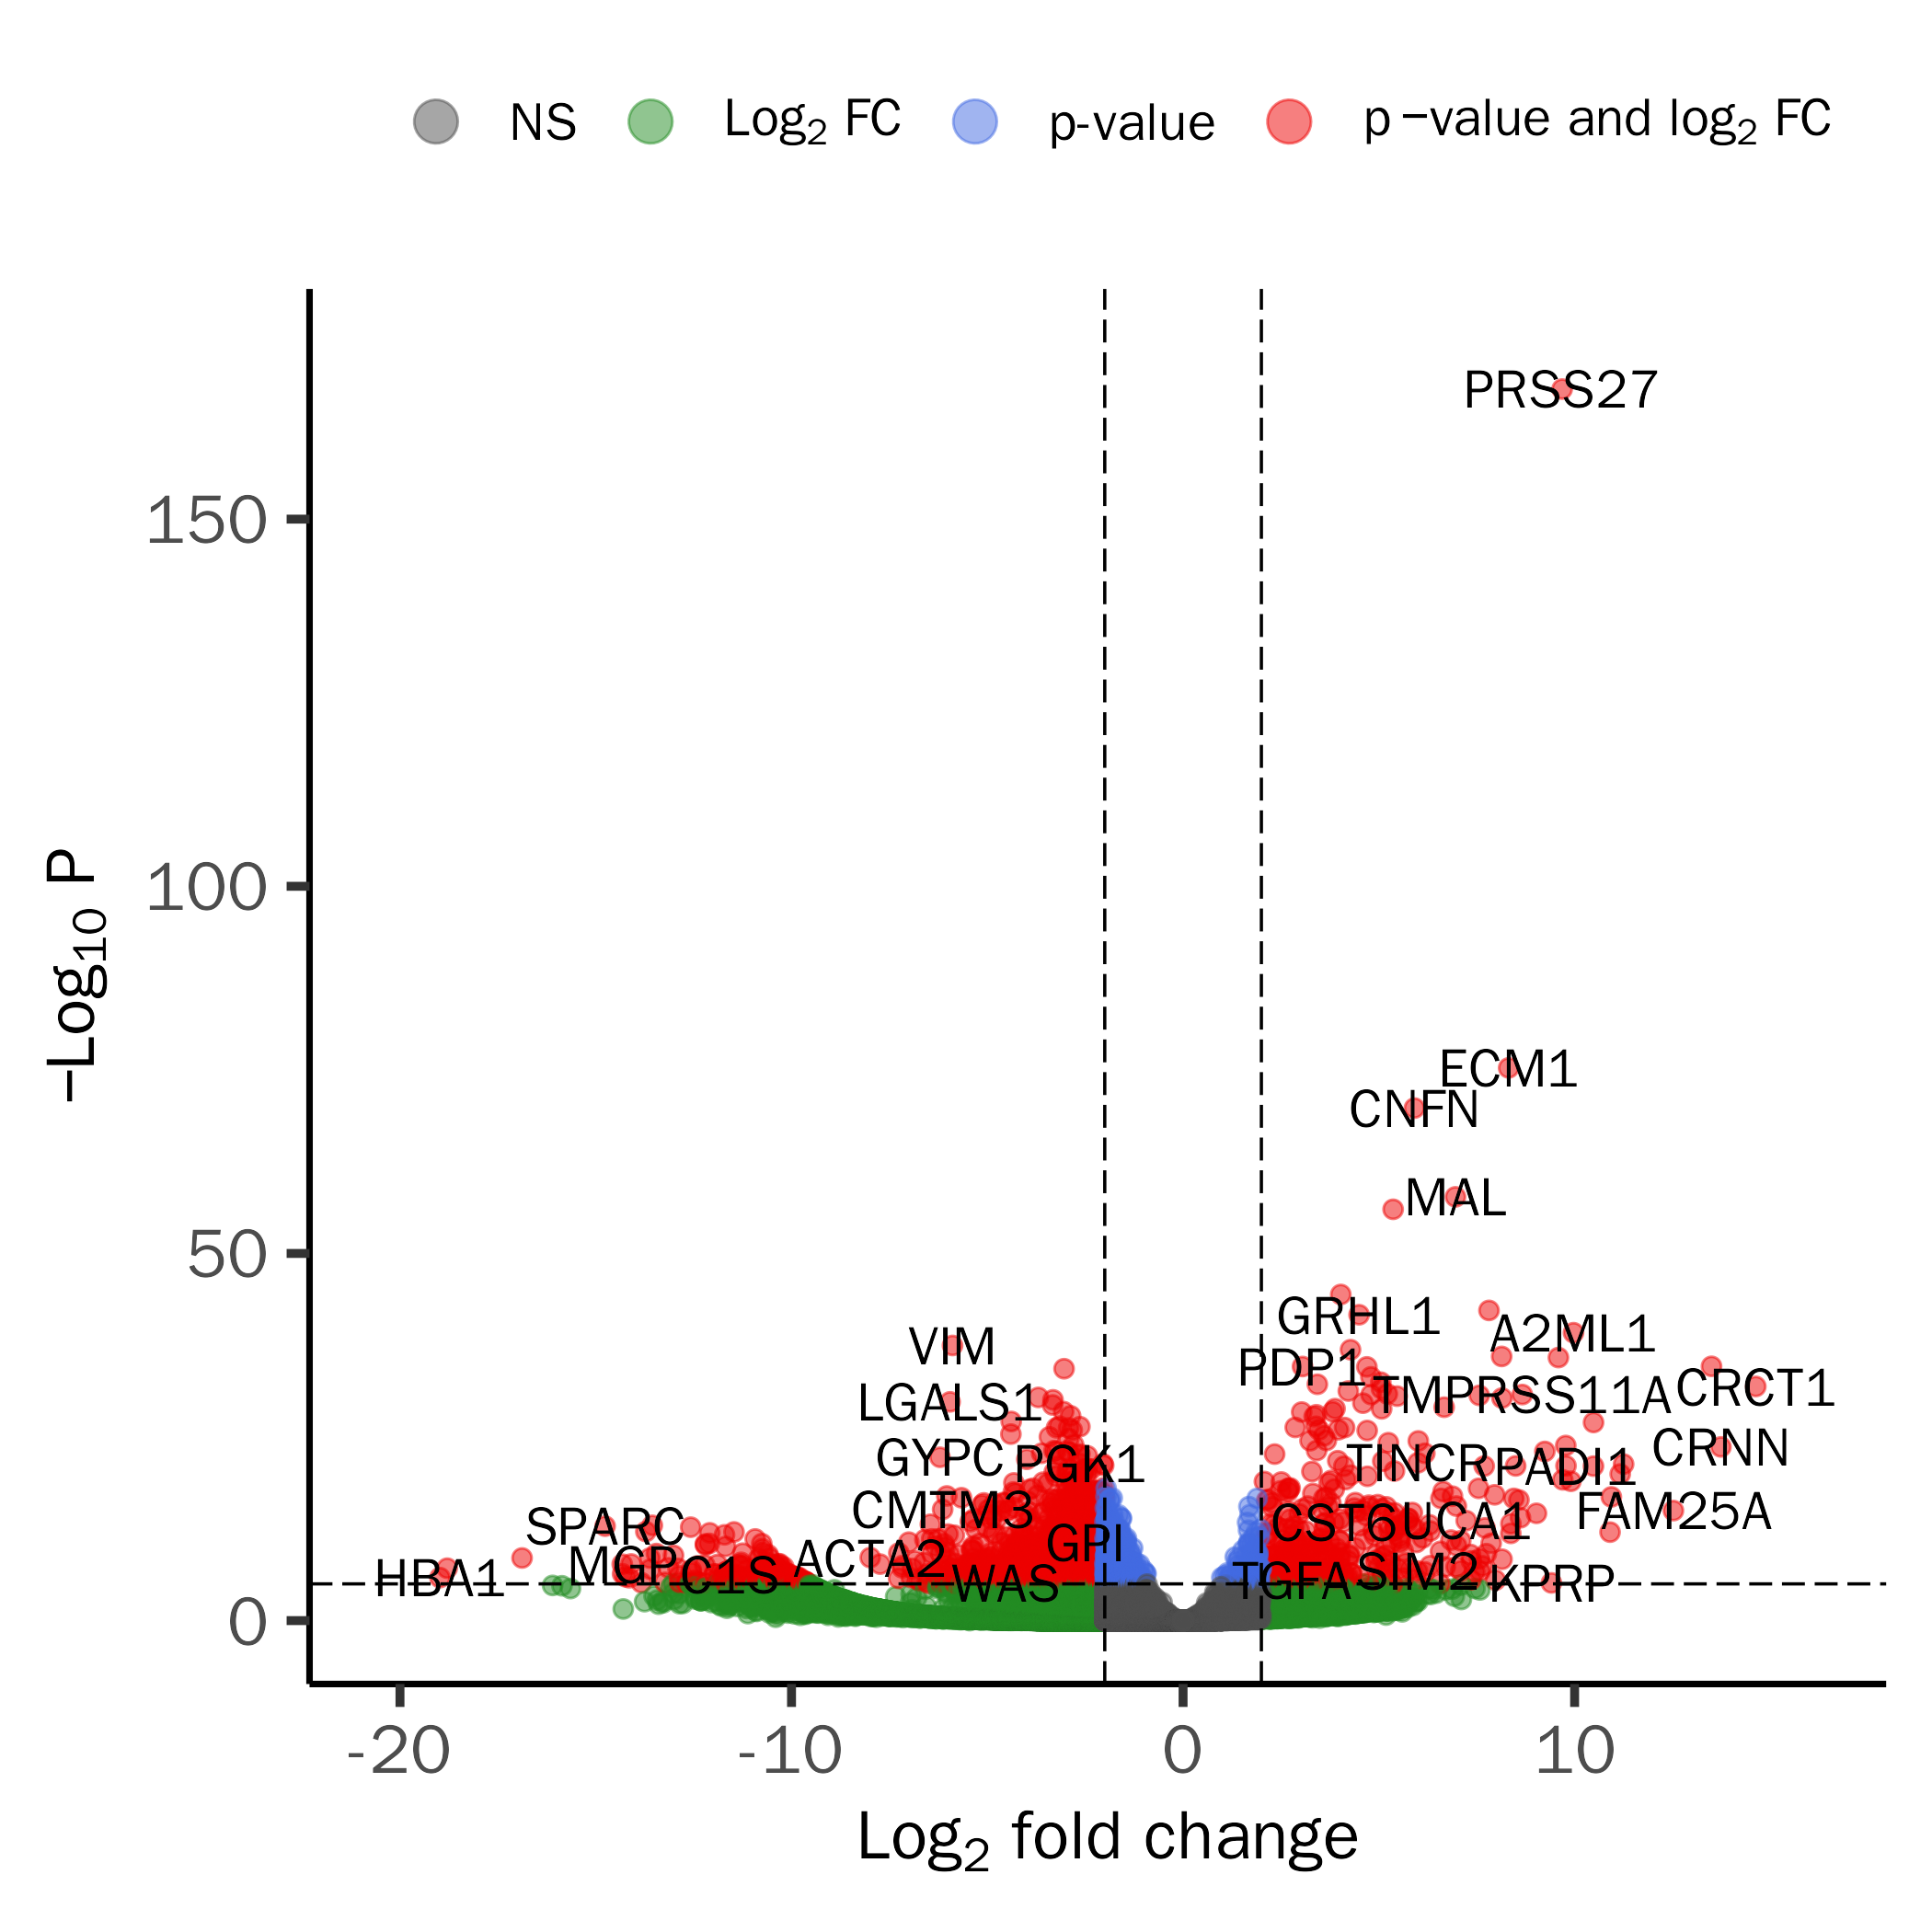 NS Log₂ FC p-value p −value and log₂ FC
PRSS27
150
100
50
0
−Log₁₀ P
ECM1
CNFN
MAL
GRHL1
A2ML1
VIM
PDP1
TMPRSS11A
CRCT1
LGALS1
GYPC
PGK1
TINCR
PADI1
CRNN
CMTM3
FAM25A
SPARC
GPI
CST6
UCA1
HBA1
MGP
C1S
ACTA2
WAS
TGFA
SIM2
KPRP
-20 -10 0 10
Log₂ fold change